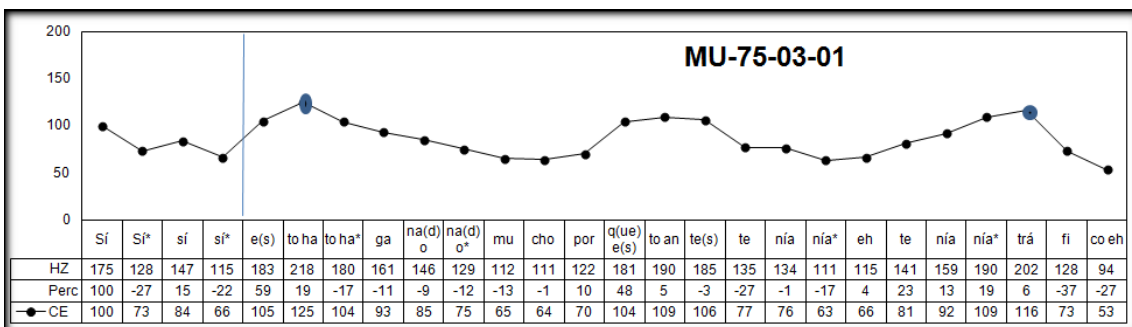 MU-75-03-01
200
150
100
50
0
Sí Sí* sí sí* e(s) to ha to ha* ga na(d)o na(d)o* mu cho por q(ue) e(s) to an te(s) te nía nía* eh te nía nía* trá fi co eh
HZ 175 128 147 115 183 218 180 161 146 129 112 111 122 181 190 185 135 134 111 115 141 159 190 202 128 94
Perc 100 -27 15 -22 59 19 -17 -11 -9 -12 -13 -1 10 48 5 -3 -27 -1 -17 4 23 13 19 6 -37 -27
CE 100 73 84 66 105 125 104 93 85 75 65 64 70 104 109 106 77 76 63 66 81 92 109 116 73 53